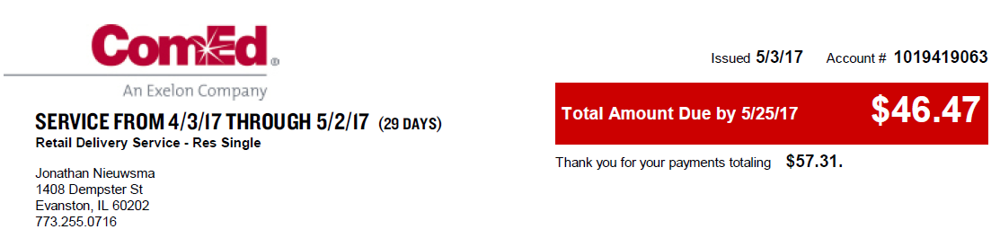 ComEd®
An Exelon Company
SERVICE FROM 4/3/17 THROUGH 5/2/17 (29 DAYS)
Retail Delivery Service - Res Single
Jonathan Nieuwsma
1408 Dempster St
Evanston, IL 60202
773.255.0716
Issued 5/3/17 Account # 1019419063
Total Amount Due by 5/25/17 $46.47
Thank you for your payments totaling $57.31.